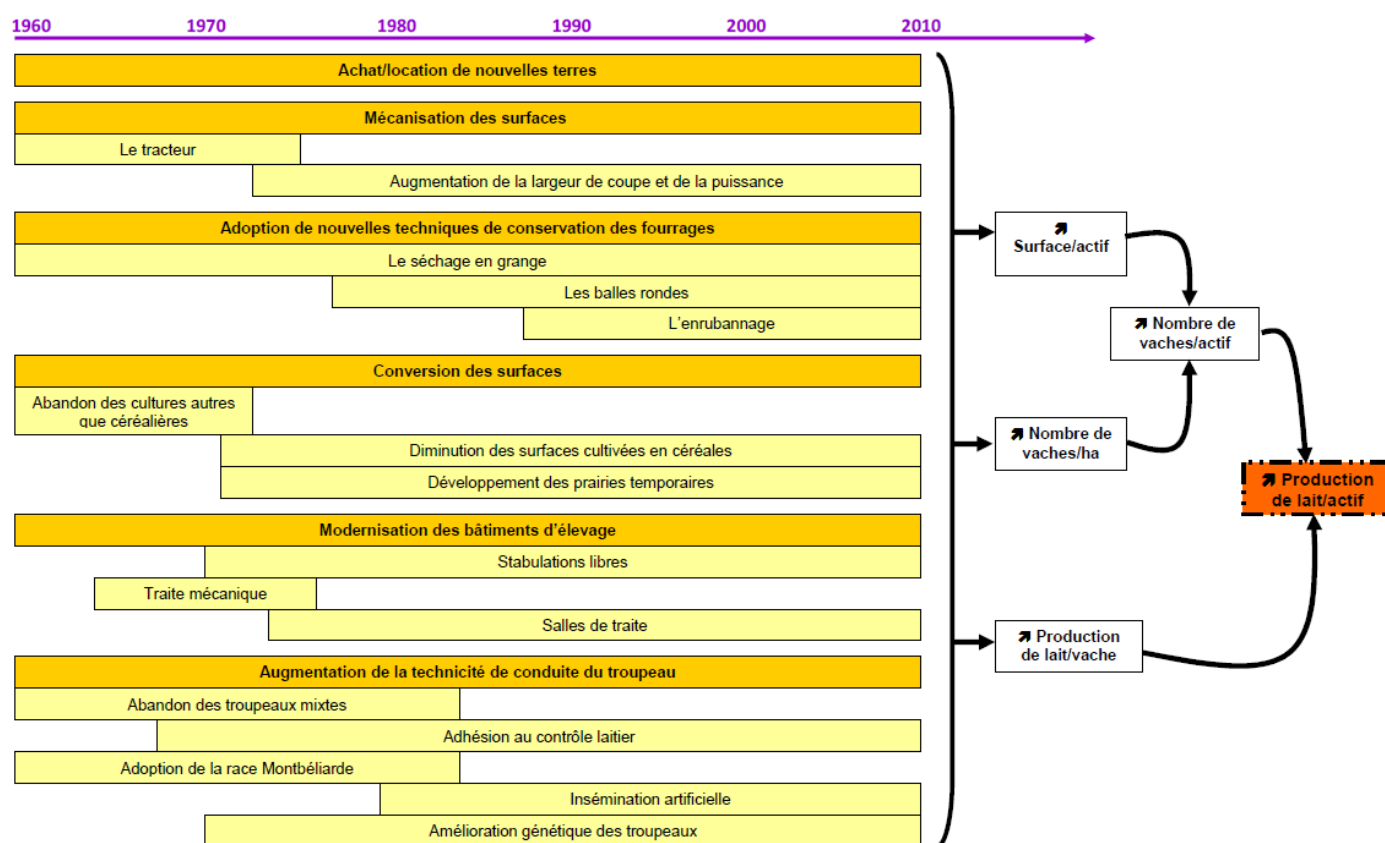 1960 1970 1980 1990 2000 2010
Achat/location de nouvelles terres
Mécanisation des surfaces
Le tracteur
Augmentation de la largeur de coupe et de la puissance
Adoption de nouvelles techniques de conservation des fourrages
Le séchage en grange
Les balles rondes
L'enrubannage
Conversion des surfaces
Abandon des cultures autres
que céréalières
Diminution des surfaces cultivées en céréales
Développement des prairies temporaires
Modernisation des bâtiments d'élevage
Stabulations libres
Traite mécanique
Salles de traite
Augmentation de la technicité de conduite du troupeau
Abandon des troupeaux mixtes
Adhésion au contrôle laitier
Adoption de la race Montbéliarde
Insémination artificielle
Amélioration génétique des troupeaux
↗
Surface/actif
↗ Nombre de
vaches/actif
↗ Nombre de
vaches/ha
↗ Production
de lait/actif
↗ Production
de lait/vache